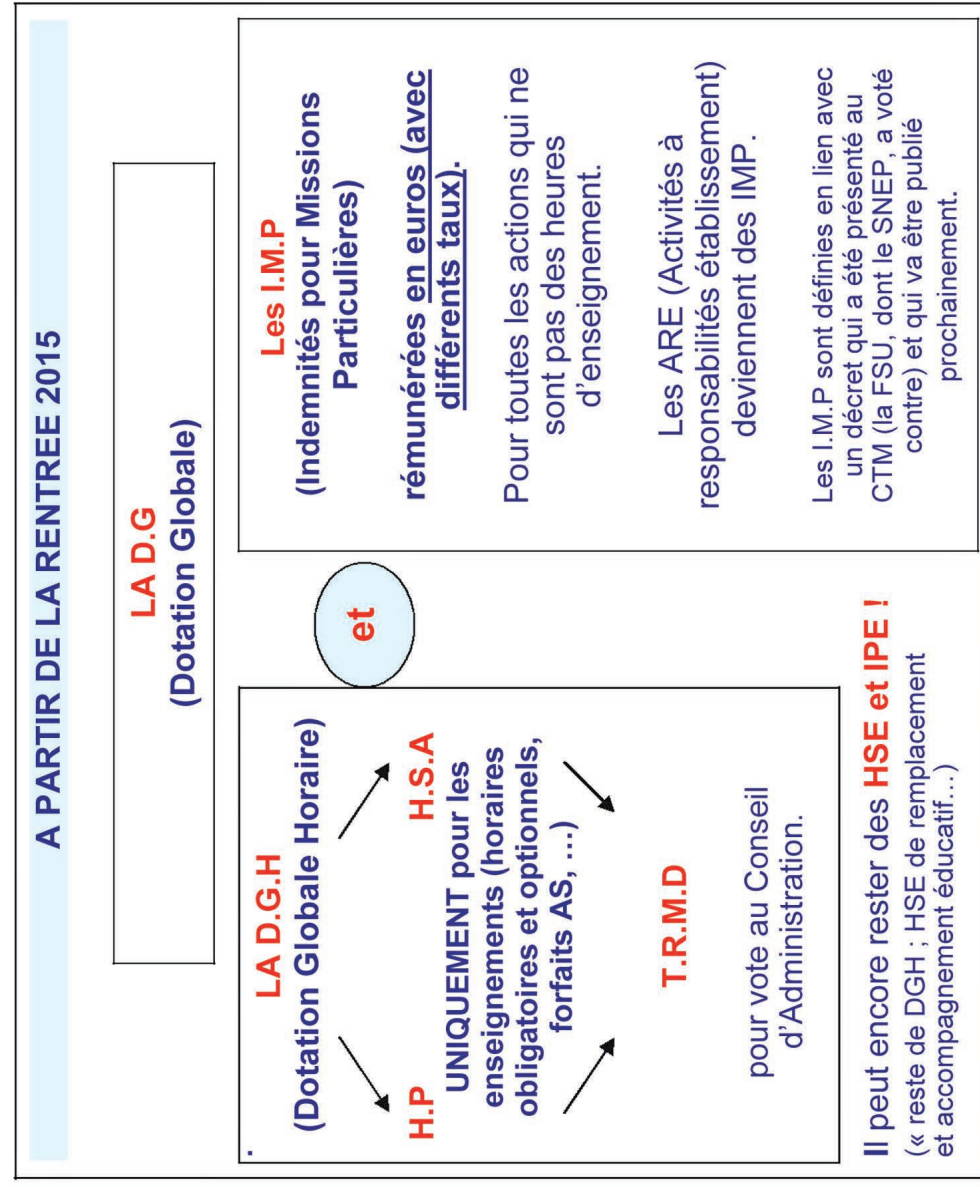 A PARTIR DE LA RENTREE 2015
LA D.G
(Dotation Globale)
.
LA D.G.H
(Dotation Globale Horaire)
H.P
H.S.A
UNIQUEMENT pour les
enseignements (horaires
obligatoires et optionnels,
forfaits AS, …)
T.R.M.D
pour vote au Conseil
d'Administration.
et
Les I.M.P
(Indemnités pour Missions
Particulières)
rémunérées en euros (avec
différents taux).
Pour toutes les actions qui ne
sont pas des heures
d'enseignement.
Les ARE (Activités à
responsabilités établissement)
deviennent des IMP.
Les I.M.P sont définies en lien avec
un décret qui a été présenté au
CTM (la FSU, dont le SNEP, a voté
contre) et qui va être publié
prochainement.
Il peut encore rester des HSE et IPE !
(« reste de DGH ; HSE de remplacement
et accompagnement éducatif…)